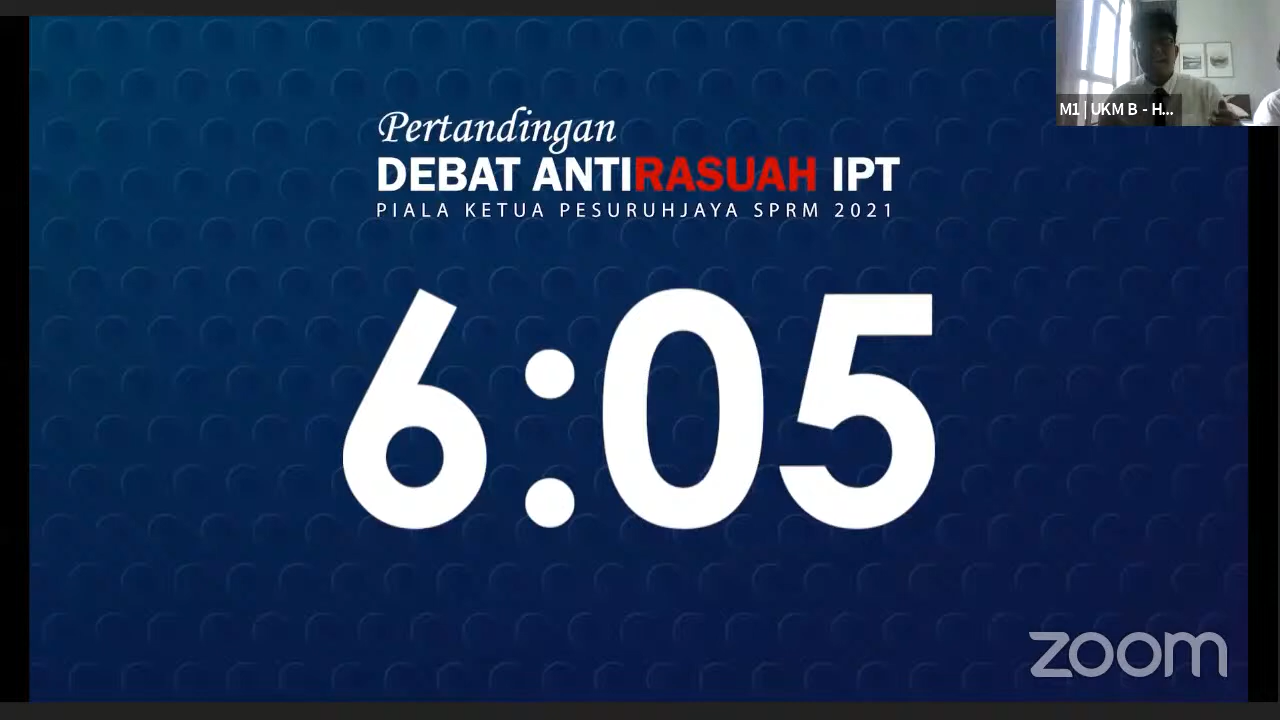 Pertandingan
DEBAT ANTIRASUAH IPT
PIALA KETUA PESURUHJAYA SPRM 2021
6:05
M1 | UKM B - H...
zoom